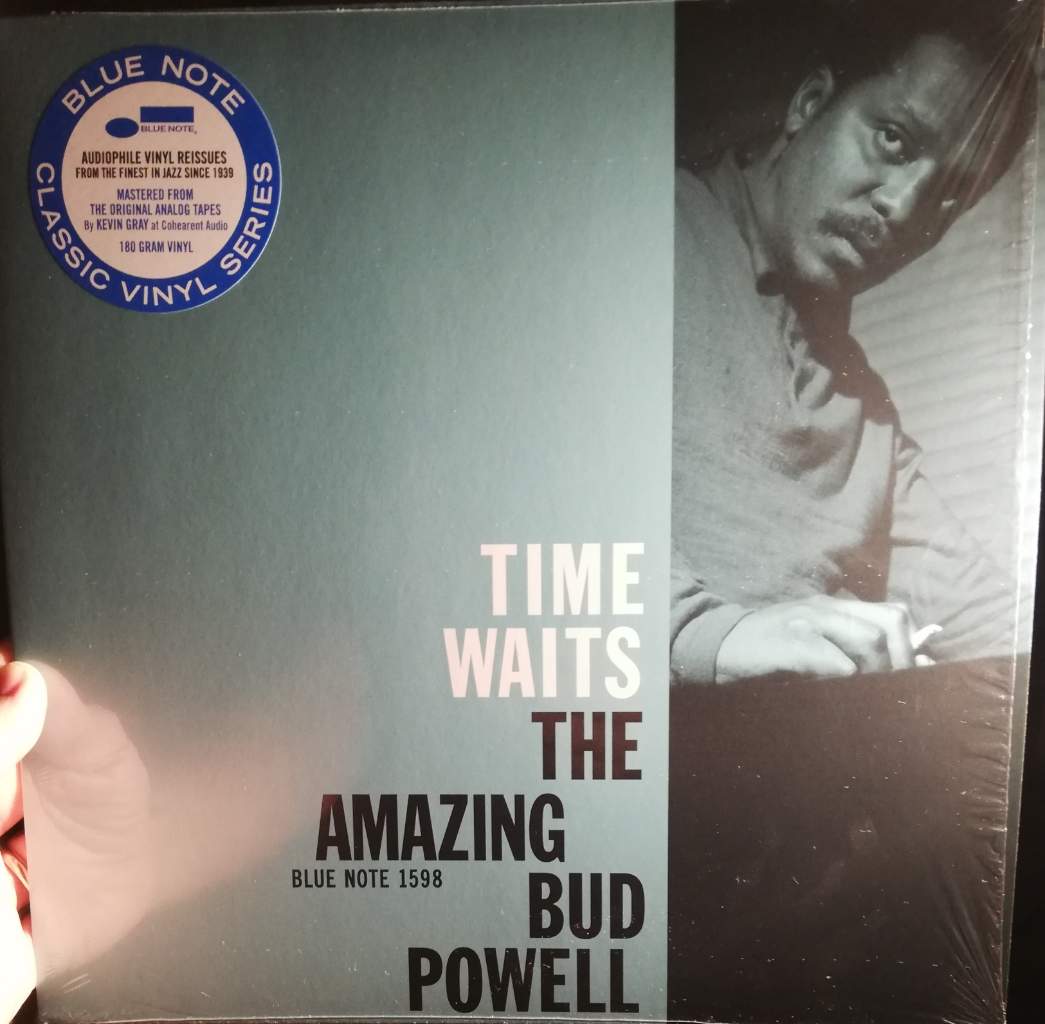 BLUE NOTE
BLUE NOTE®
AUDIOPHILE VINYL REISSUES
FROM THE FINEST IN JAZZ SINCE 1939
MASTERED FROM
THE ORIGINAL ANALOG TAPES
By KEVIN GRAY at Cohearent Audio
180 GRAM VINYL
CLASSIC VINYL SERIES
TIME
WAITS
THE
AMAZING
BLUE NOTE 1598
BUD
POWELL